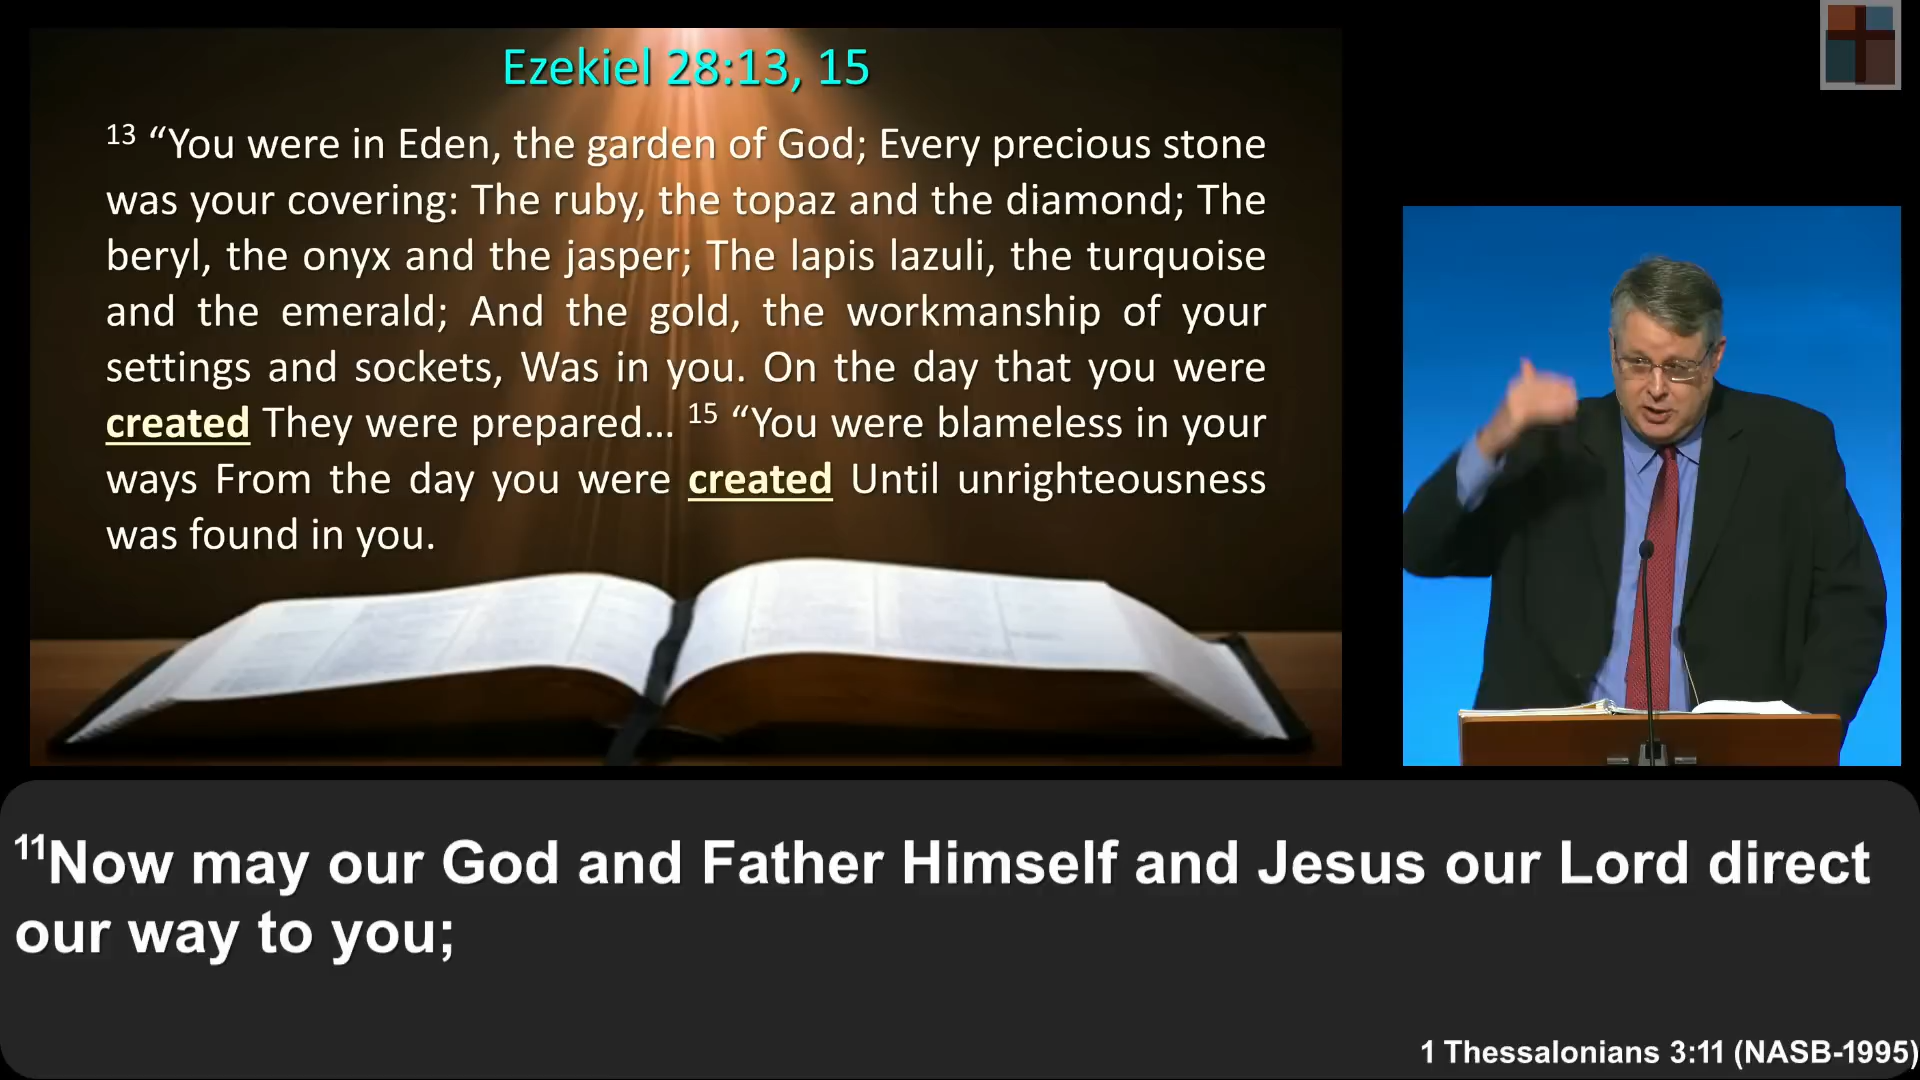 Ezekiel 28:13, 15
13 “You were in Eden, the garden of God; Every precious stone
was your covering: The ruby, the topaz and the diamond; The
beryl, the onyx and the jasper; The lapis lazuli, the turquoise
and the emerald; And the gold, the workmanship of your
settings and sockets, Was in you. On the day that you were
created They were prepared… 15 “You were blameless in your
ways From the day you were created Until unrighteousness
was found in you.
11Now may our God and Father Himself and Jesus our Lord direct
our way to you;
1 Thessalonians 3:11 (NASB-1995)